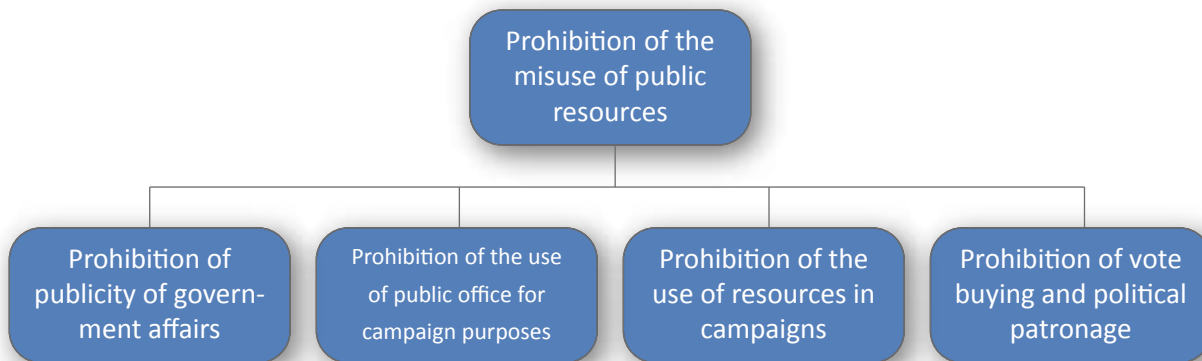 Prohibition of the
misuse of public
resources
Prohibition of
publicity of govern-
ment affairs
Prohibition of the use
of public office for
campaign purposes
Prohibition of the
use of resources in
campaigns
Prohibition of vote
buying and political
patronage